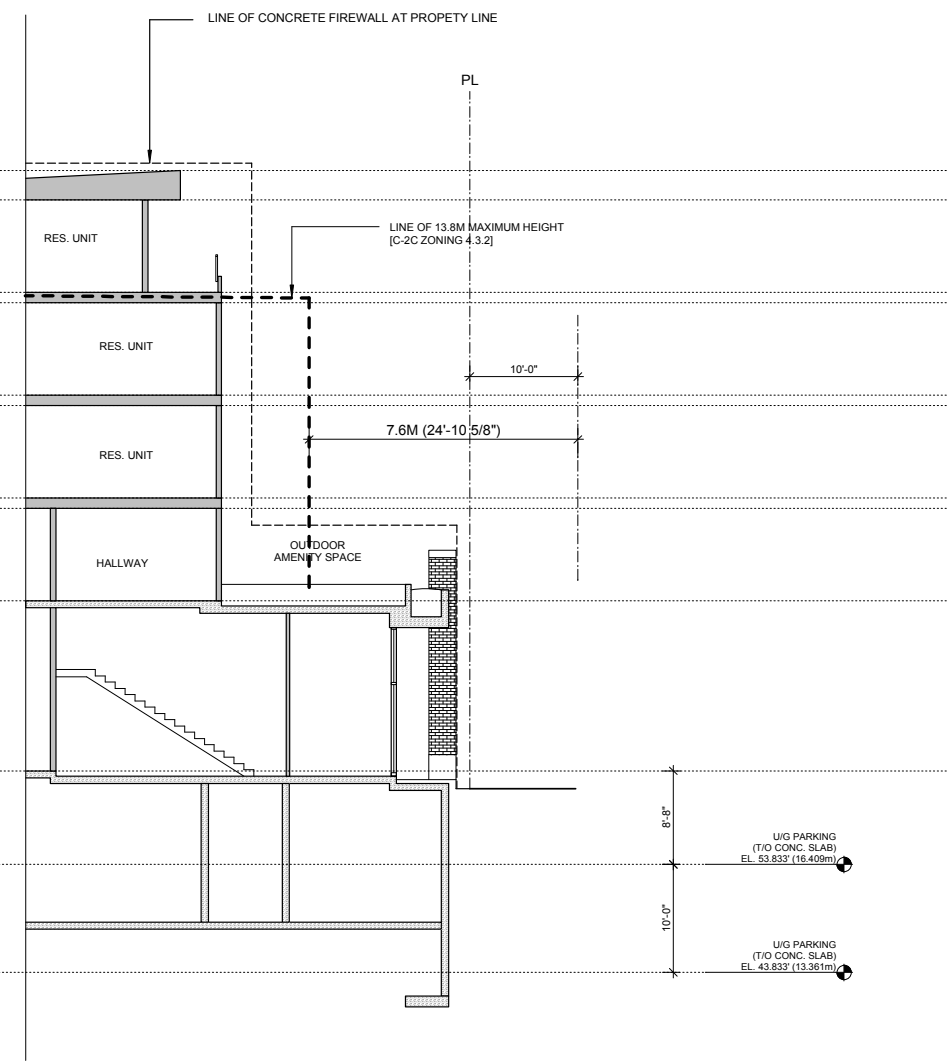 LINE OF CONCRETE FIREWALL AT PROPETY LINE
PL
RES. UNIT
LINE OF 13.8M MAXIMUM HEIGHT
[C-2C ZONING 4.3.2]
RES. UNIT
10'-0"
7.6M (24'-10 5/8")
RES. UNIT
OUTDOOR
AMENITY SPACE
HALLWAY
8'-8"
U/G PARKING
(T/O CONC. SLAB)
EL. 53.833' (16.409m)
10'-0"
U/G PARKING
(T/O CONC. SLAB)
EL. 43.833' (13.361m)